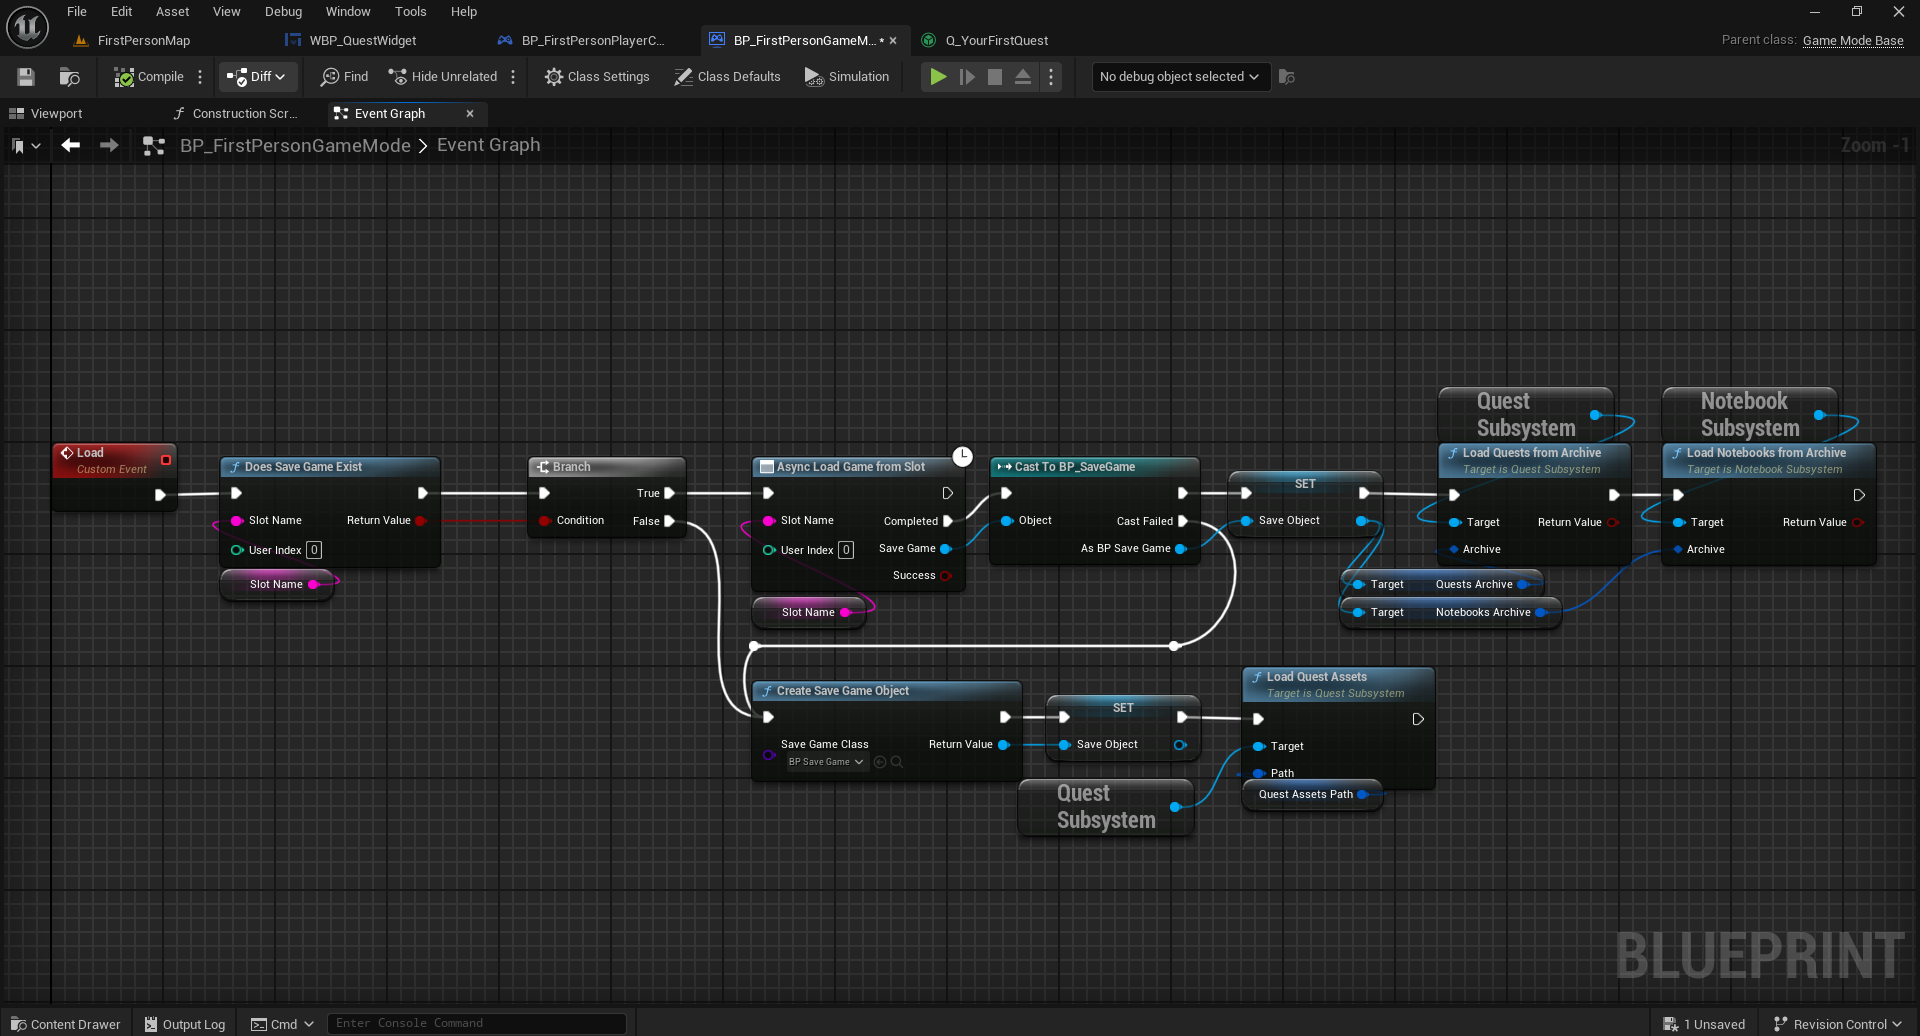 File Edit Asset View Debug Window Tools Help
FirstPersonMap
WBP_QuestWidget
BP_FirstPersonPlayerC...
BP_FirstPersonGameM...•
Q_YourFirstQuest
Parent class: Game Mode Base
Compile
Diff
Find
Hide Unrelated
Class Settings
Class Defaults
Simulation
No debug object selected
Viewport
Construction Scr...
Event Graph
BP_FirstPersonGameMode > Event Graph
Zoom -1
Load
Custom Event
Does Save Game Exist
Slot Name
Return Value
User Index 0
Slot Name
Branch
True
Condition
False
Async Load Game from Slot
Slot Name
Completed
User Index 0
Save Game
Success
Slot Name
Cast To BP_SaveGame
Object
Cast Failed
As BP Save Game
SET
Save Object
Quest
Subsystem
Load Quests from Archive
Target is Quest Subsystem
Target
Return Value
Archive
Notebook
Subsystem
Load Notebooks from Archive
Target is Notebook Subsystem
Target
Return Value
Archive
Target Quests Archive
Target Notebooks Archive
Create Save Game Object
Save Game Class
Return Value
BP Save Game
SET
Save Object
Quest
Subsystem
Load Quest Assets
Target is Quest Subsystem
Target
Path
Quest Assets Path
BLUEPRINT
Content Drawer
Output Log
Cmd
Enter Console Command
1 Unsaved
Revision Control